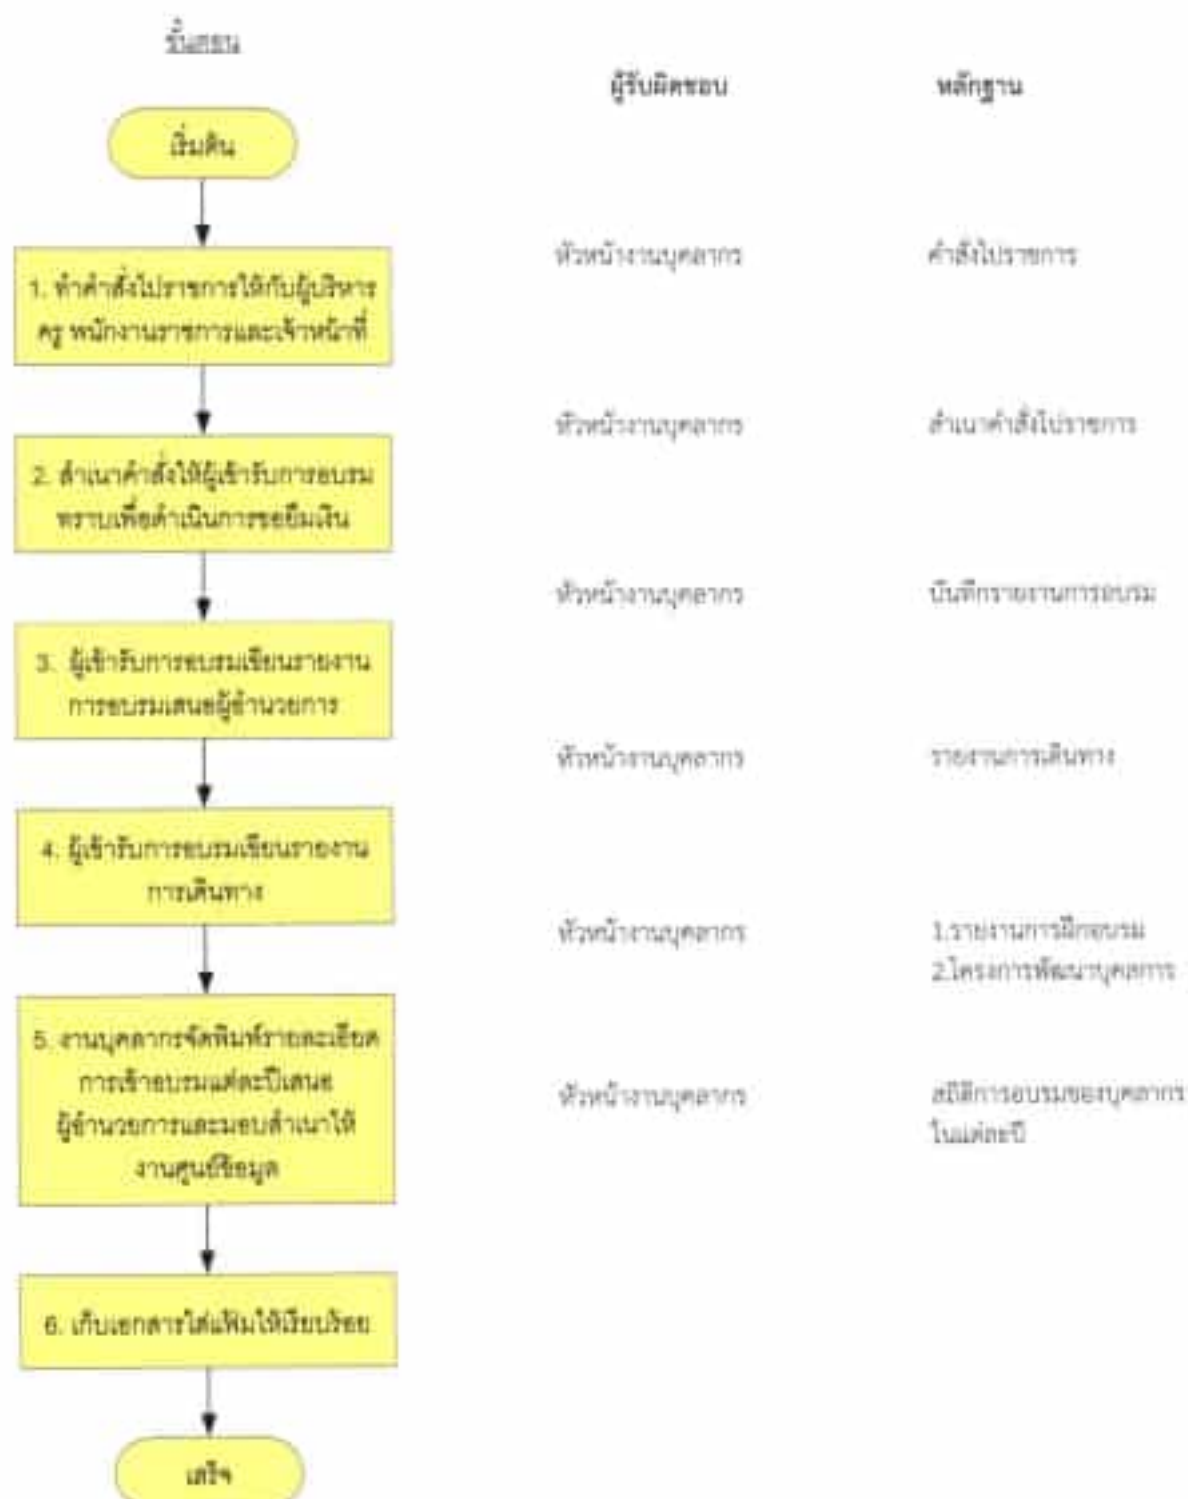 ขั้นตอน
ผู้รับผิดชอบ
หลักฐาน
เริ่มต้น
1. ทำคำสั่งไปราชการให้กับผู้บริหาร
ครู พนักงานราชการและเจ้าหน้าที่
หัวหน้างานบุคลากร
คำสั่งไปราชการ
2. สำเนาคำสั่งให้ผู้เข้ารับการอบรม
ทราบเพื่อดำเนินการขอยืมเงิน
หัวหน้างานบุคลากร
สำเนาคำสั่งไปราชการ
3. ผู้เข้ารับการอบรมเขียนรายงาน
การอบรมเสนอผู้อำนวยการ
หัวหน้างานบุคลากร
บันทึกรายงานการอบรม
4. ผู้เข้ารับการอบรมเขียนรายงาน
การเดินทาง
หัวหน้างานบุคลากร
รายงานการเดินทาง
5. งานบุคลากรจัดพิมพ์รายละเอียด
การเข้าอบรมแต่ละปีเสนอ
ผู้อำนวยการและมอบสำเนาให้
งานศูนย์ข้อมูล
หัวหน้างานบุคลากร
1.รายงานการฝึกอบรม
2.โครงการพัฒนาบุคลการ
6. เก็บเอกสารใส่แฟ้มให้เรียบร้อย
หัวหน้างานบุคลากร
สถิติการอบรมของบุคลากร
ในแต่ละปี
เสร็จ